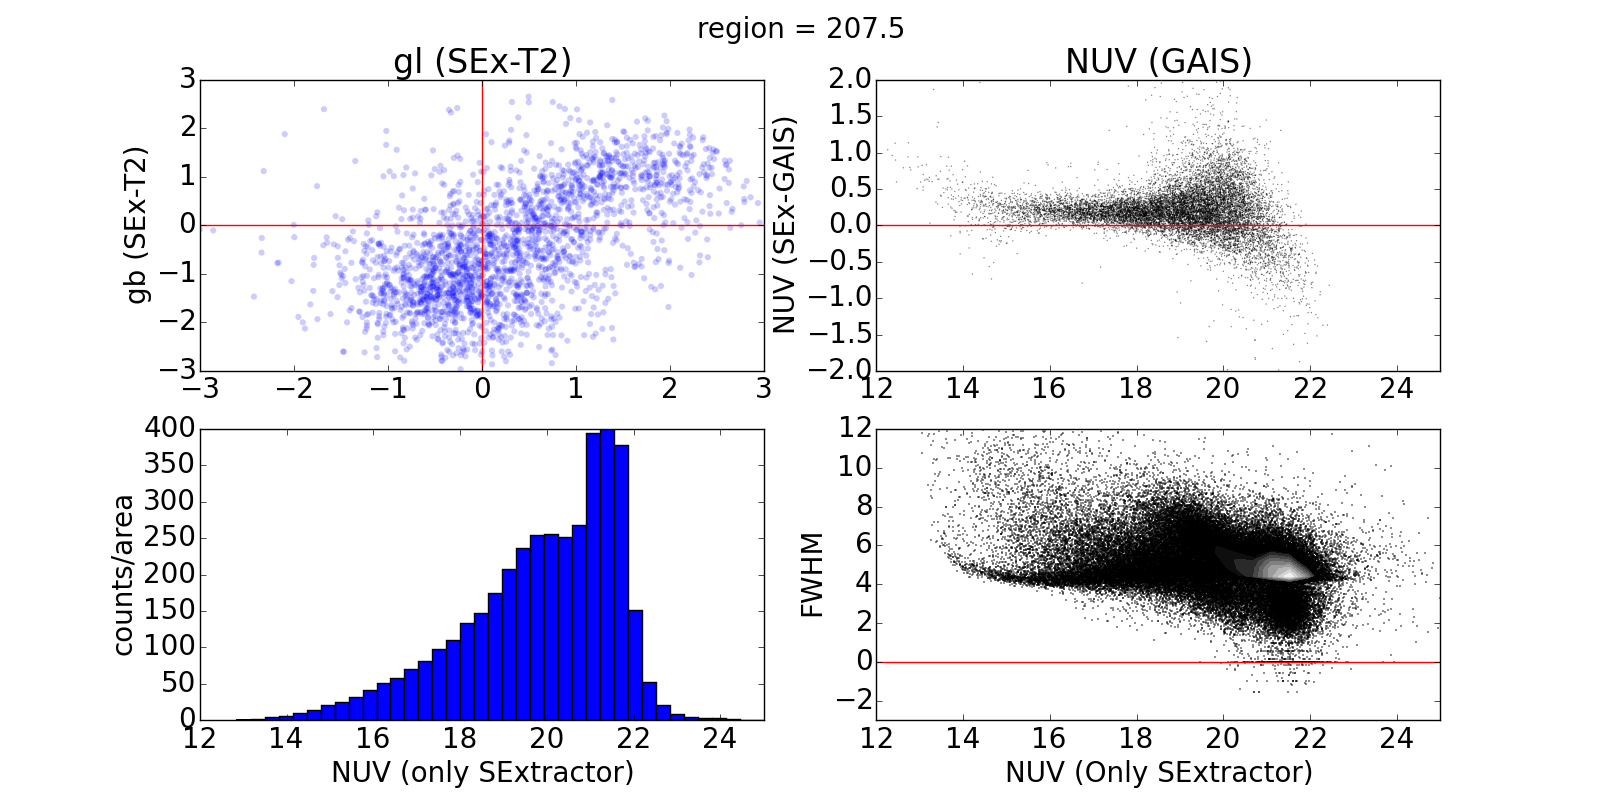 region = 207.5
gl (SEx-T2)
NUV (GAIS)
gb (SEx-T2)
3
2
1
0
−1
−2
−3
−3 −2 −1 0 1 2 3
NUV (SEx-GAIS)
2.0
1.5
1.0
0.5
0.0
−0.5
−1.0
−1.5
−2.0
12 14 16 18 20 22 24
counts/area
400
350
300
250
200
150
100
50
0
12 14 16 18 20 22 24
NUV (only SExtractor)
FWHM
12
10
8
6
4
2
0
−2
12 14 16 18 20 22 24
NUV (Only SExtractor)